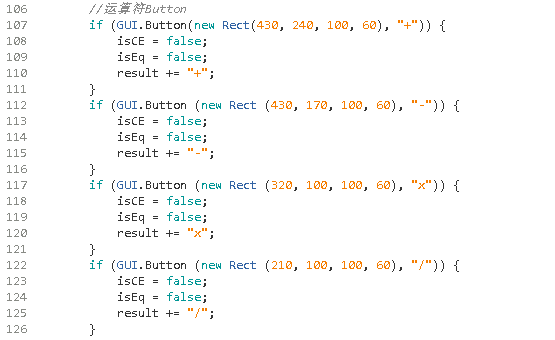 106         //运算符Button
107         if (GUI.Button(new Rect(430, 240, 100, 60), "+")) {
108             isCE = false;
109             isEq = false;
110             result += "+";
111         }
112         if (GUI.Button (new Rect (430, 170, 100, 60), "-")) {
113             isCE = false;
114             isEq = false;
115             result += "-";
116         }
117         if (GUI.Button (new Rect (320, 100, 100, 60), "x")) {
118             isCE = false;
119             isEq = false;
120             result += "x";
121         }
122         if (GUI.Button (new Rect (210, 100, 100, 60), "/")) {
123             isCE = false;
124             isEq = false;
125             result += "/";
126         }